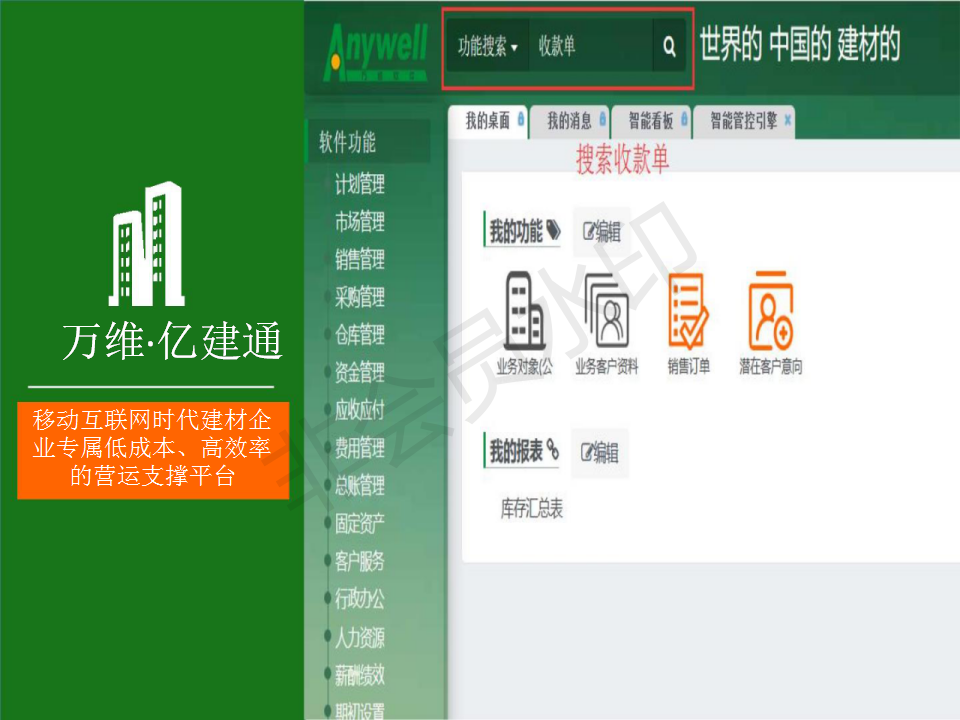 万维·亿建通
移动互联网时代建材企
业专属低成本、高效率
的营运支撑平台
Anywell
功能搜索 收款单
世界的 中国的 建材的
我的桌面 我的消息 智能看板 智能管控引擎 ×
搜索收款单
软件功能
计划管理
市场管理
销售管理
采购管理
仓库管理
资金管理
应收应付
费用管理
总账管理
固定资产
客户服务
行政办公
人力资源
薪酬绩效
期初设置
我的功能 编辑
业务对象(公 业务客户资料 销售订单 潜在客户意向
我的报表 编辑
库存汇总表
非会员水印